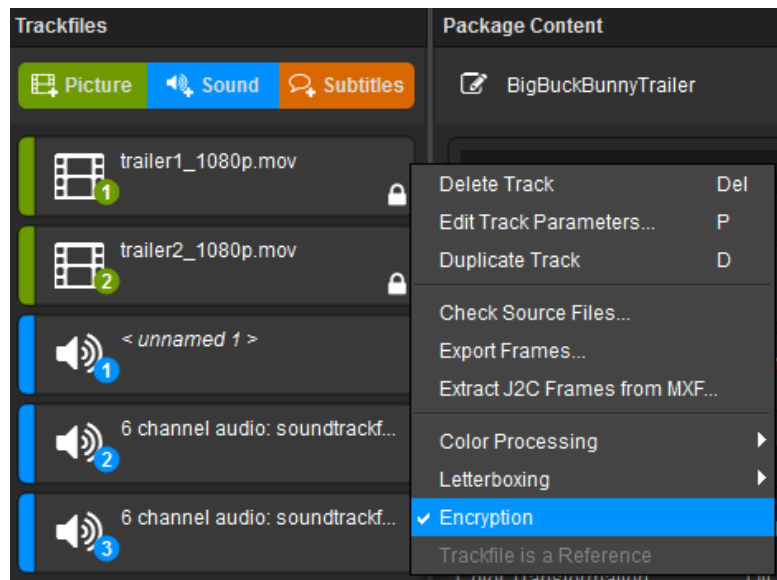 Trackfiles
Package Content
Picture
Sound
Subtitles
BigBuckBunnyTrailer
trailer1_1080p.mov
1
trailer2_1080p.mov
2
< unnamed 1 >
1
6 channel audio: soundtrackf...
2
6 channel audio: soundtrackf...
3
Delete Track Del
Edit Track Parameters... P
Duplicate Track D
Check Source Files...
Export Frames...
Extract J2C Frames from MXF...
Color Processing
Letterboxing
Encryption
Trackfile is a Reference
Color Transformation